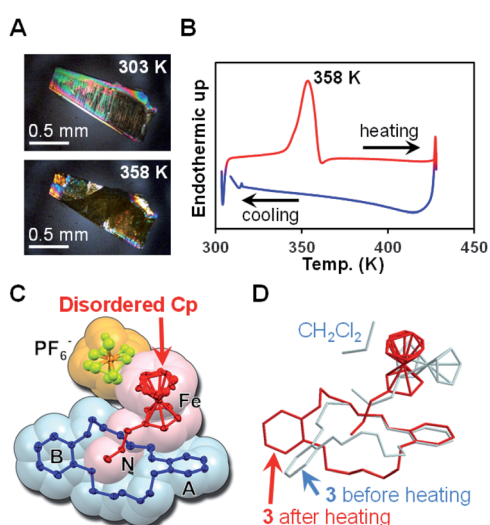 A
303 K
0.5 mm
358 K
0.5 mm
B
Endothermic up
358 K
heating
cooling
300
350
400
450
Temp. (K)
C
Disordered Cp
PF6-
Fe
B
N
A
D
CH2Cl2
3 before heating
3 after heating